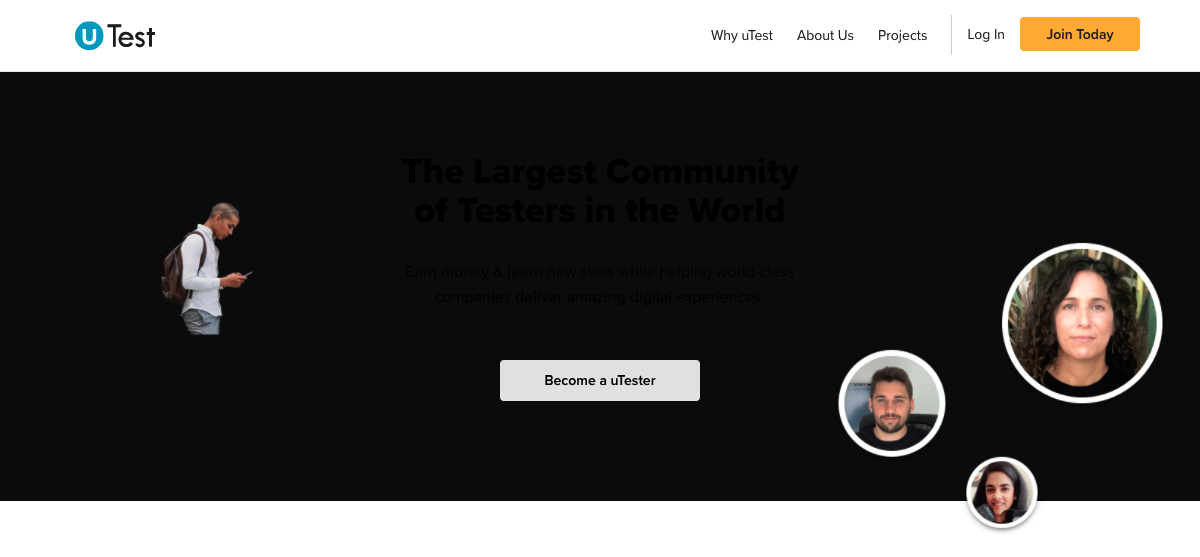 uTest
Why uTest
About Us
Projects
Log In
Join Today
The Largest Community
of Testers in the World
Earn money & learn new skills while helping world-class
companies deliver amazing digital experiences.
Become a uTester